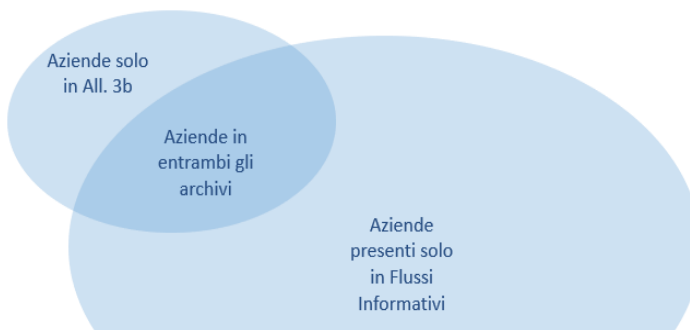 Aziende solo
in All. 3b
Aziende in
entrambi gli
archivi
Aziende
presenti solo
in Flussi
Informativi